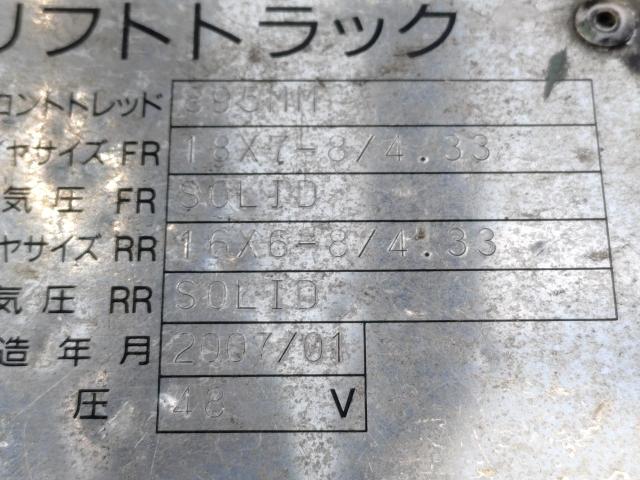 リフトトラック
ロントトレッド 895MM
ヤサイズ FR 18X7-8/4.33
気圧 FR SOLID
ヤサイズ RR 16X6-8/4.33
気圧 RR SOLID
造年月 2007/01
圧 48 V